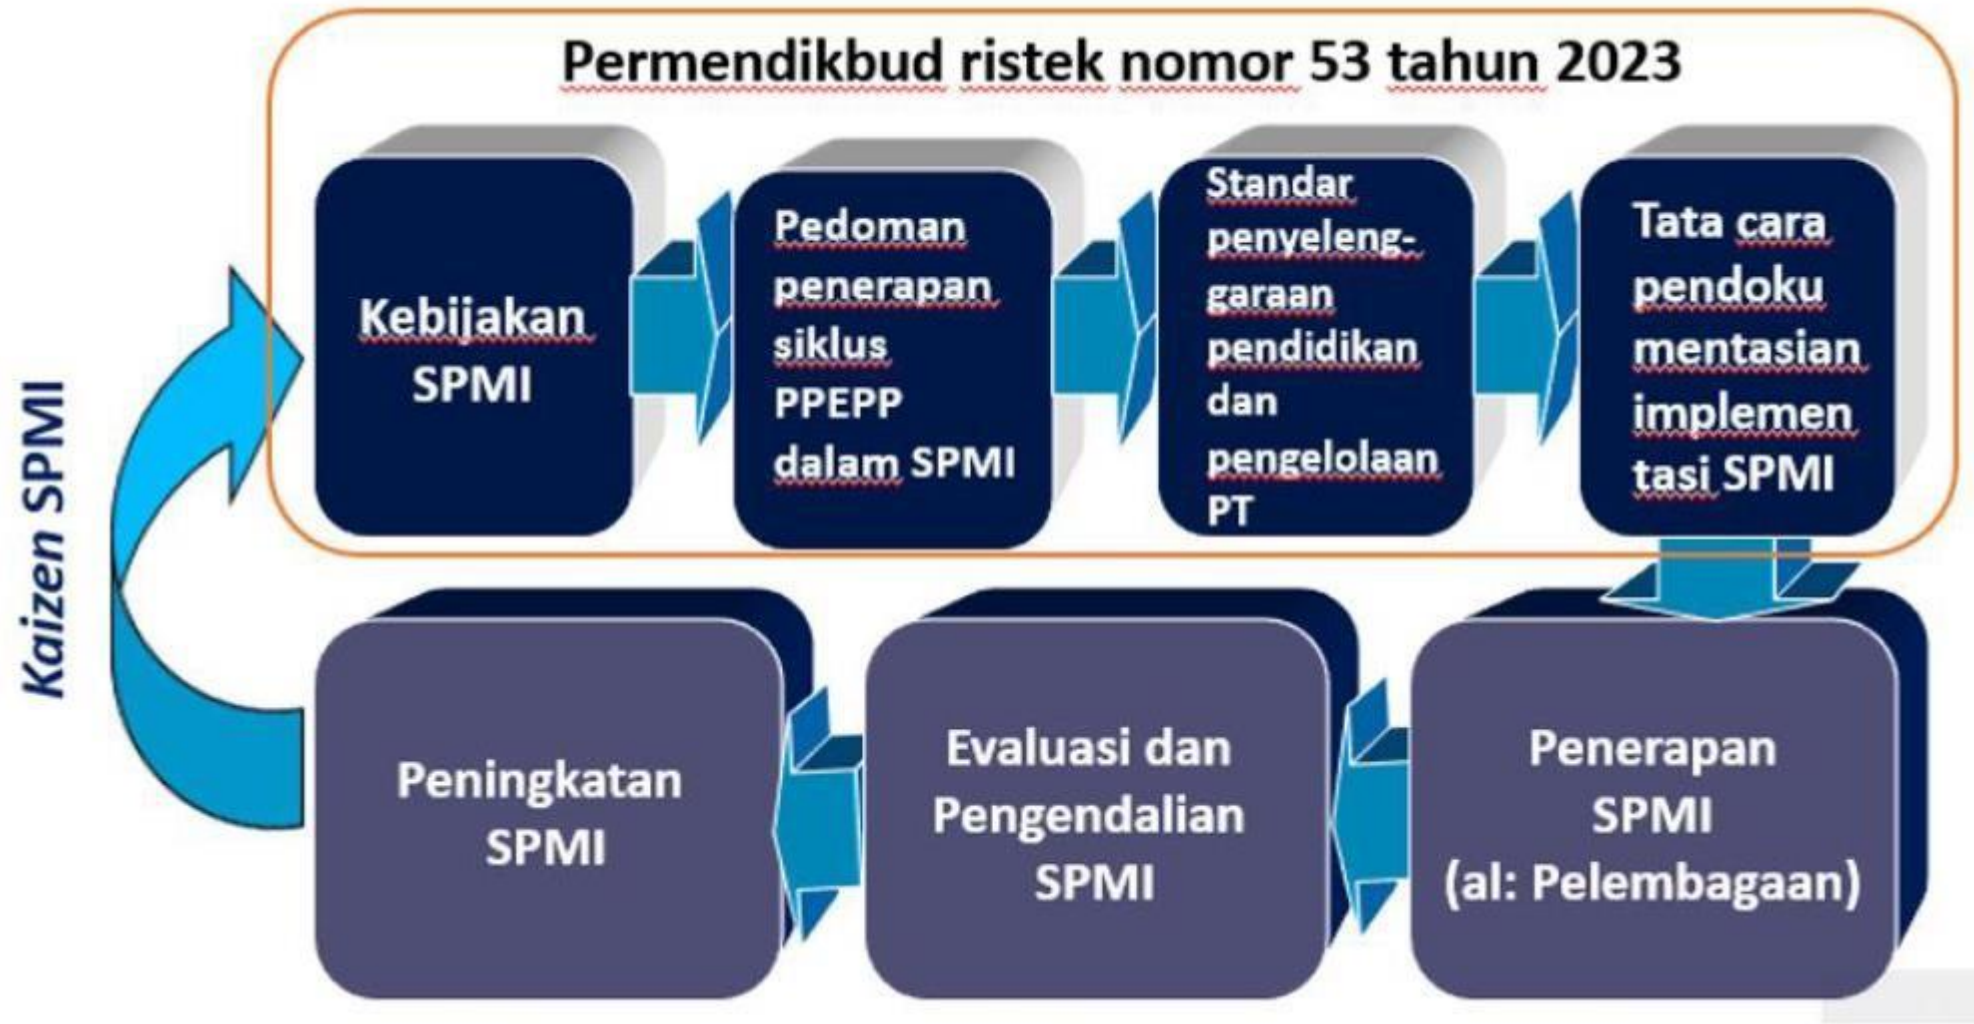 Permendikbud ristek nomor 53 tahun 2023
Kebijakan
SPMI
Pedoman
penerapan
siklus
PPEPP
dalam SPMI
Standar
penyeleng-
garaan
pendidikan
dan
pengelolaan
PT
Tata cara
pendoku
mentasian
implemen
tasi SPMI
Kaizen SPMI
Peningkatan
SPMI
Evaluasi dan
Pengendalian
SPMI
Penerapan
SPMI
(al: Pelembagaan)